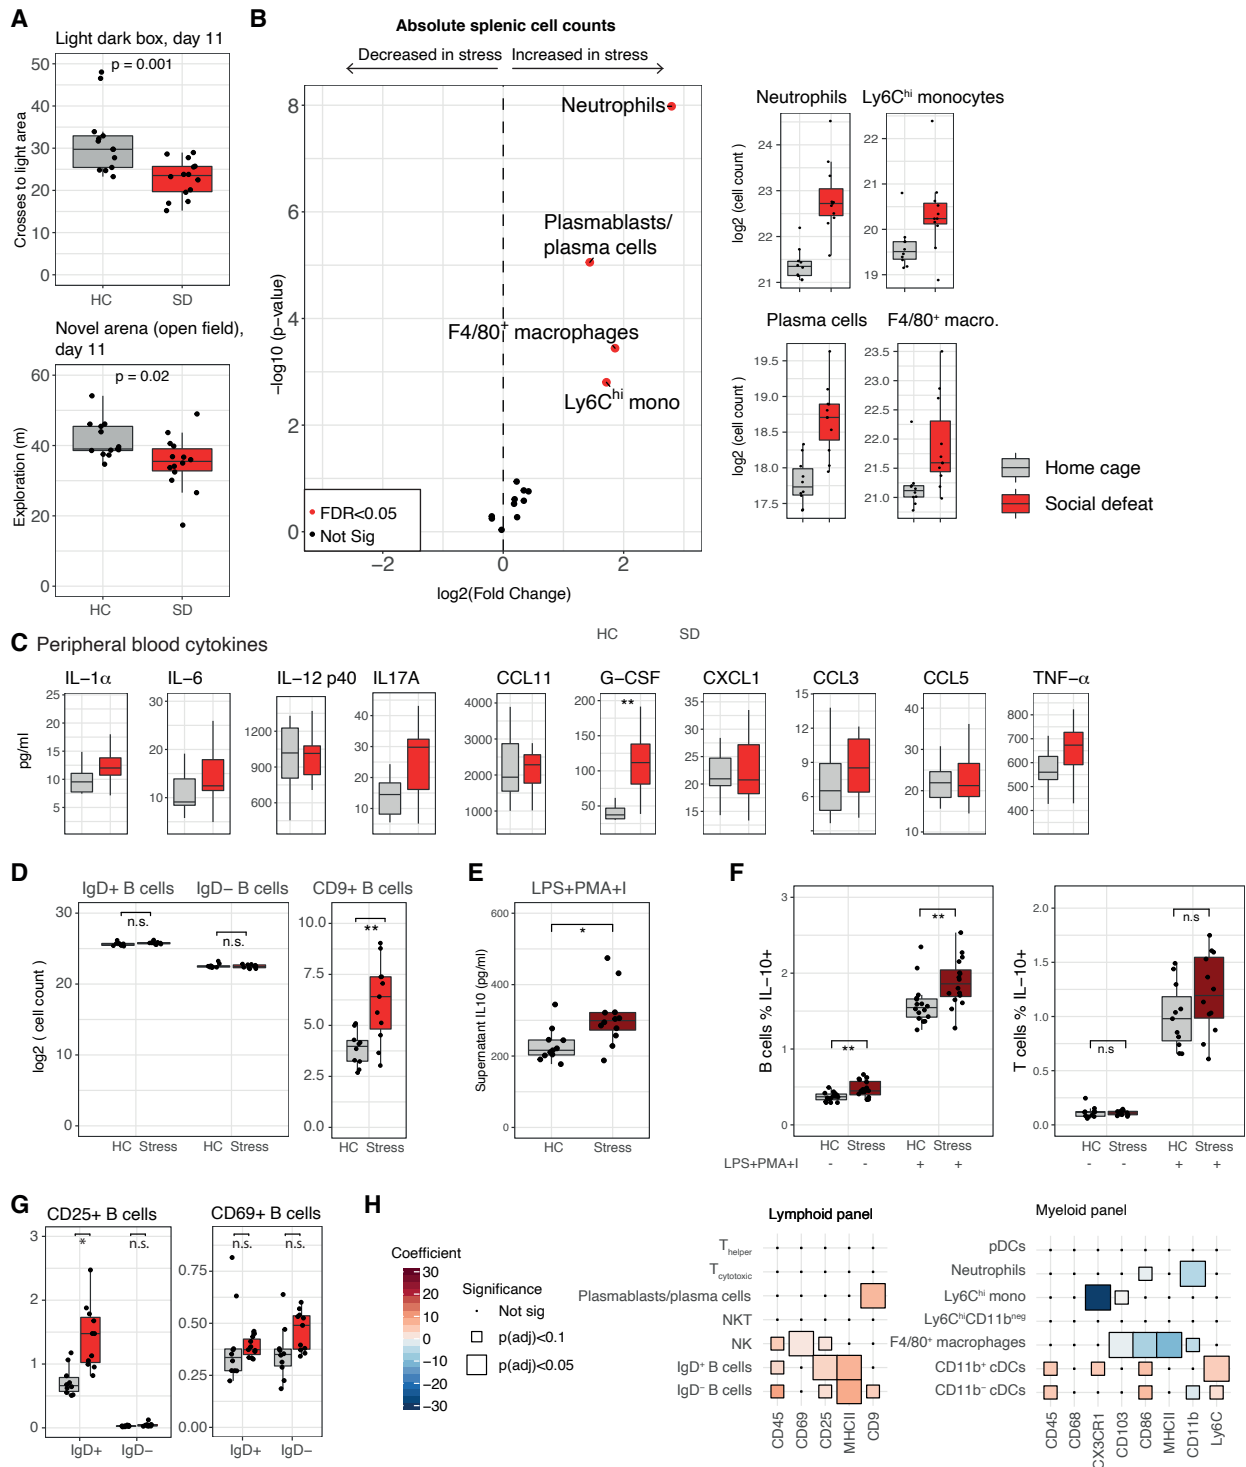 A
Light dark box, day 11
p = 0.001
Crosses to light area
50
40
30
20
10
0
HC SD
Novel arena (open field),
day 11
p = 0.02
Exploration (m)
60
40
20
0
HC SD
B
Absolute splenic cell counts
Decreased in stress Increased in stress
Neutrophils
Plasmablasts/
plasma cells
F4/80+ macrophages
Ly6Chi mono
−log10 (p−value)
8
6
4
2
0
FDR<0.05
Not Sig
−2 0 2
log2(Fold Change)
Neutrophils
log2 (cell count )
24
23
22
21
Ly6Chi monocytes
22
21
20
19
Plasma cells
log2 (cell count )
19.5
19.0
18.5
18.0
17.5
F4/80+ macro.
23.5
22.8
22.0
21.5
21.0
Home cage
Social defeat
C Peripheral blood cytokines
HC SD
pg/ml
IL−1α
25
20
15
10
5
IL−6
30
20
10
IL−12 p40
1200
900
600
IL17A
40
30
20
10
CCL11
4000
3000
2000
1000
G−CSF
**
150
100
50
CXCL1
35
30
25
20
15
CCL3
15
12
9
6
3
CCL5
40
30
20
10
TNF−α
800
700
600
500
400
D
IgD+ B cells IgD− B cells CD9+ B cells
log2 ( cell count )
30
20
10
0
n.s.
n.s.
10.0
7.5
5.0
2.5
0.0
**
HC Stress HC Stress HC Stress
E
LPS+PMA+I
Supernatant IL10 (pg/ml)
600
400
200
0
*
HC Stress
F
B cells % IL−10+
3
2
1
0
**
**
HC Stress HC Stress
LPS+PMA+I - - + +
T cells % IL−10+
2.0
1.5
1.0
0.5
0.0
n.s
n.s
HC Stress HC Stress
- - + +
G
CD25+ B cells
3
2
1
0
*
n.s.
IgD+ IgD−
CD69+ B cells
0.75
0.50
0.25
0.00
n.s.
n.s.
IgD+ IgD−
H
Coefficient
30
20
10
0
−10
−20
−30
Significance
Not sig
p(adj)<0.1
p(adj)<0.05
Lymphoid panel
Thelper
Tcytotoxic
Plasmablasts/plasma cells
NKT
NK
IgD+ B cells
IgD− B cells
CD45
CD69
CD25
MHCII
CD9
Myeloid panel
pDCs
Neutrophils
Ly6Chi mono
Ly6ChiCD11bneg
F4/80+ macrophages
CD11b+ cDCs
CD11b− cDCs
CD45
CD68
CX3CR1
CD103
CD86
MHCII
CD11b
Ly6C